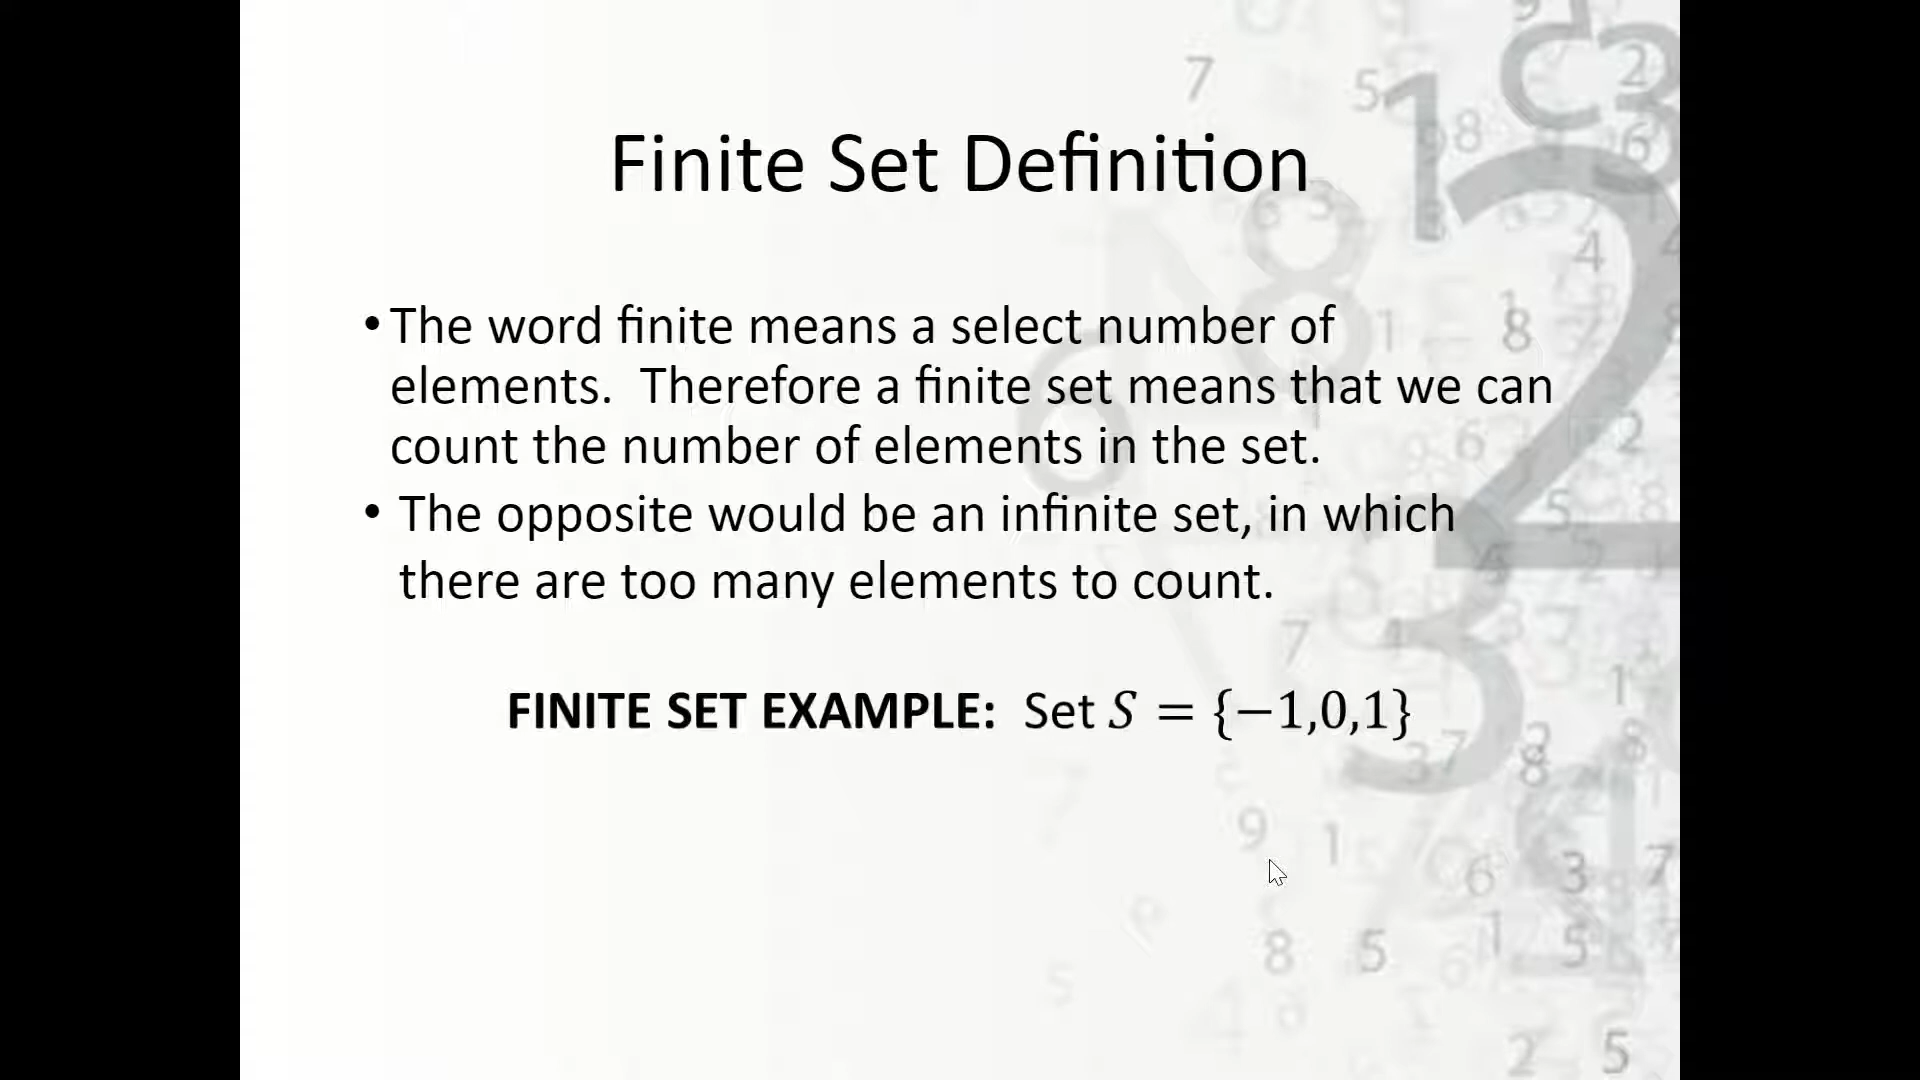 Finite Set Definition
•The word finite means a select number of
elements.  Therefore a finite set means that we can
count the number of elements in the set.
• The opposite would be an infinite set, in which
there are too many elements to count.
FINITE SET EXAMPLE:  Set S = {−1,0,1}